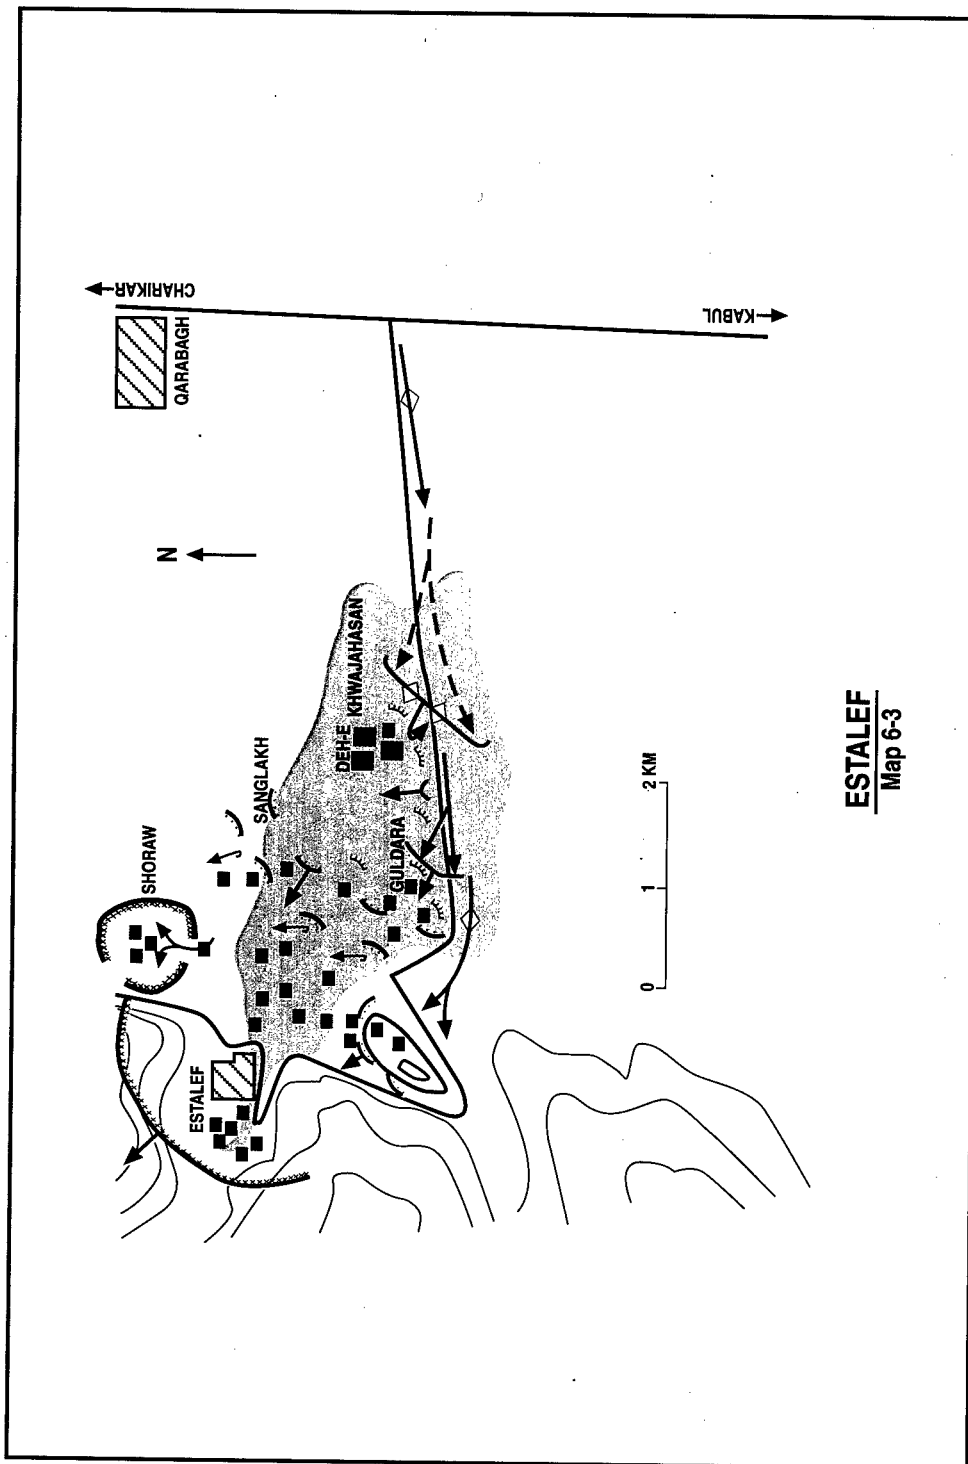 CHARIKAR
QARABAGH
KABUL
N
SHORAW
SANGLAKH
DEH-E KHWAJAHASAN
ESTALEF
GULDARA
0 1 2 KM
ESTALEF
Map 6-3